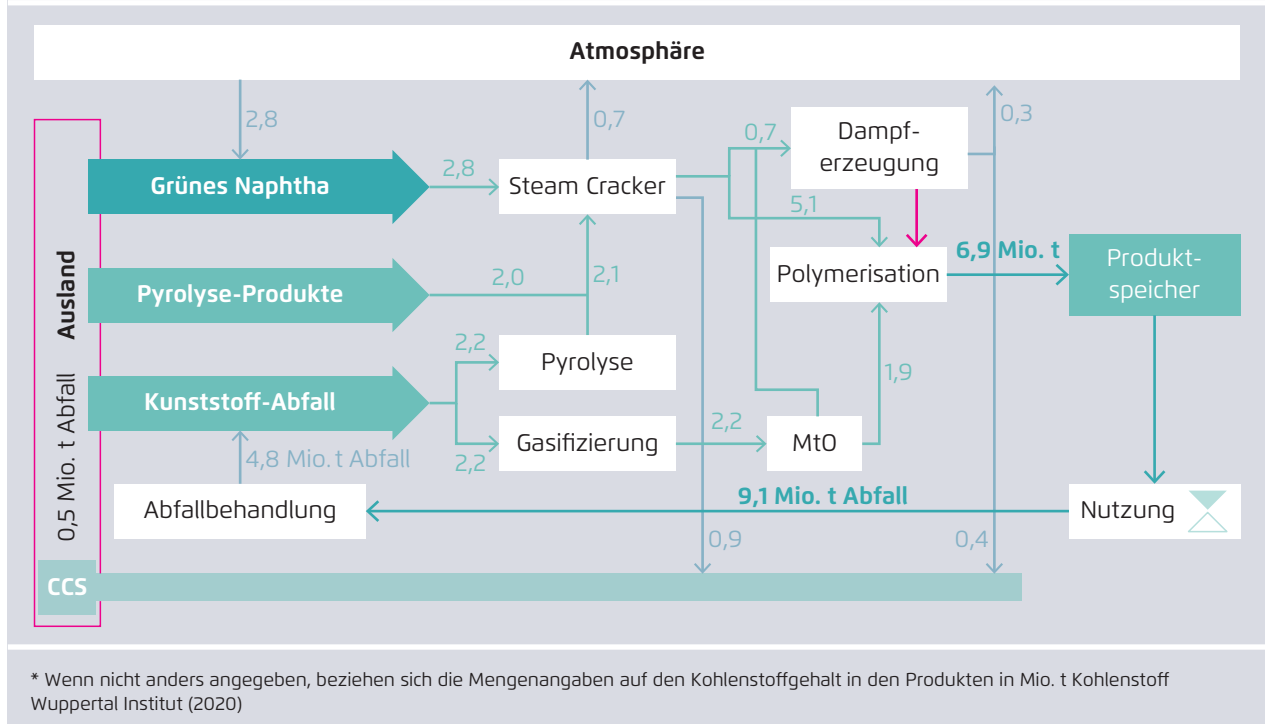 Atmosphäre
2,8
0,7
0,3
0,7
Dampf-
erzeugung
Grünes Naphtha
2,8
Steam Cracker
5,1
Ausland
Pyrolyse-Produkte
2,0
2,1
Polymerisation
6,9 Mio. t
Produkt-
speicher
2,2
Pyrolyse
1,9
Kunststoff-Abfall
2,2
Gasifizierung
2,2
MtO
0,5 Mio. t Abfall
4,8 Mio. t Abfall
Abfallbehandlung
9,1 Mio. t Abfall
Nutzung
0,9
0,4
CCS
* Wenn nicht anders angegeben, beziehen sich die Mengenangaben auf den Kohlenstoffgehalt in den Produkten in Mio. t Kohlenstoff
Wuppertal Institut (2020)